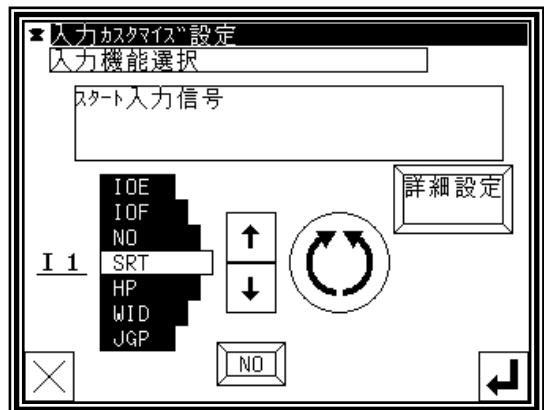 入力ｶｽﾀﾏｲｽﾞ設定
入力機能選択
ｽﾀｰﾄ入力信号
詳細設定
IOE
IOF
NO
I 1
SRT
HP
WID
JGP
NO